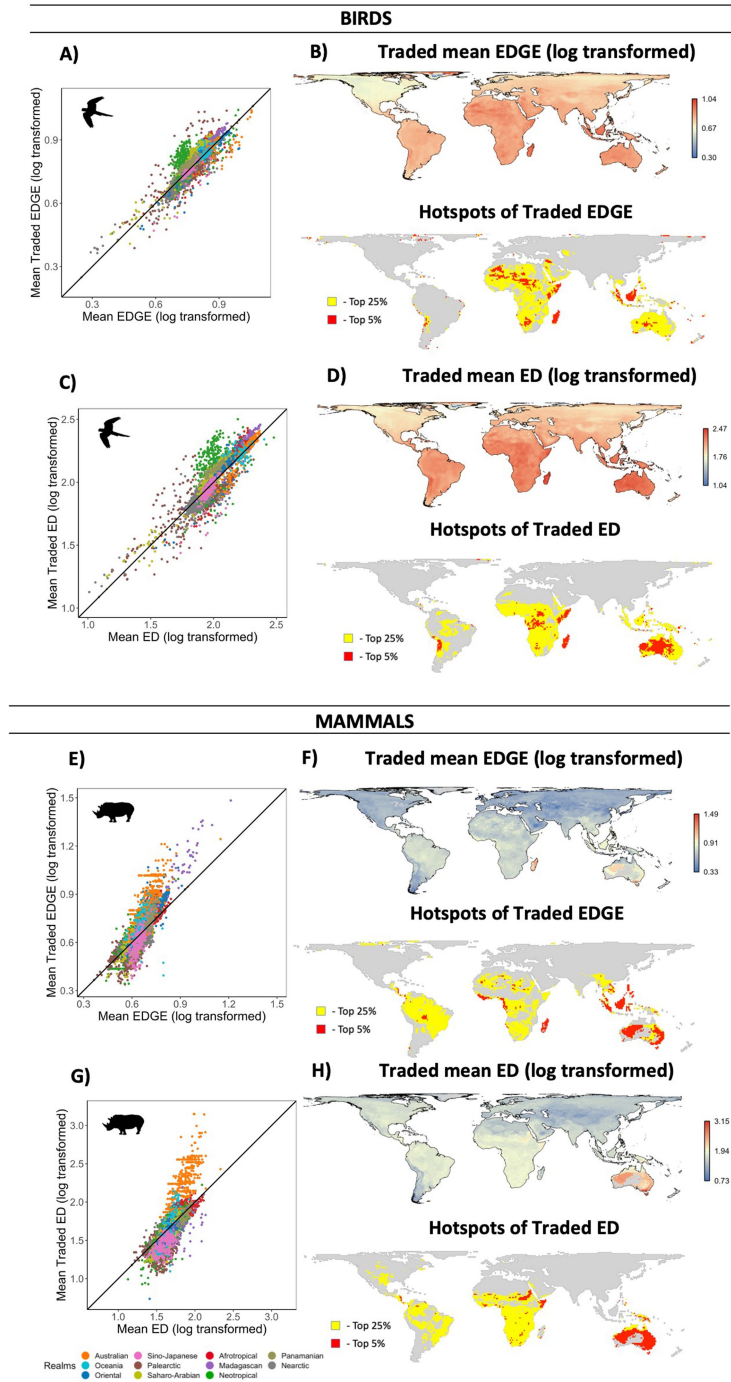 BIRDS
A)
Mean Traded EDGE (log transformed)
0.9
0.6
0.3
0.3 0.6 0.9
Mean EDGE (log transformed)
B) Traded mean EDGE (log transformed)
1.04
0.67
0.30
Hotspots of Traded EDGE
- Top 25%
- Top 5%
C)
Mean Traded ED (log transformed)
2.5
2.0
1.5
1.0
1.0 1.5 2.0 2.5
Mean ED (log transformed)
D) Traded mean ED (log transformed)
2.47
1.76
1.04
Hotspots of Traded ED
- Top 25%
- Top 5%
MAMMALS
E)
Mean Traded EDGE (log transformed)
1.5
1.2
0.9
0.6
0.3
0.3 0.6 0.9 1.2 1.5
Mean EDGE (log transformed)
F) Traded mean EDGE (log transformed)
1.49
0.91
0.33
Hotspots of Traded EDGE
- Top 25%
- Top 5%
G)
Mean Traded ED (log transformed)
3.0
2.5
2.0
1.5
1.0
1.0 2.0 3.0
Mean ED (log transformed)
H) Traded mean ED (log transformed)
3.15
1.94
0.73
Hotspots of Traded ED
- Top 25%
- Top 5%
Realms
Australian Sino-Japanese Afrotropical Panamanian
Oceania Palearctic Madagascan Nearctic
Oriental Saharo-Arabian Neotropical